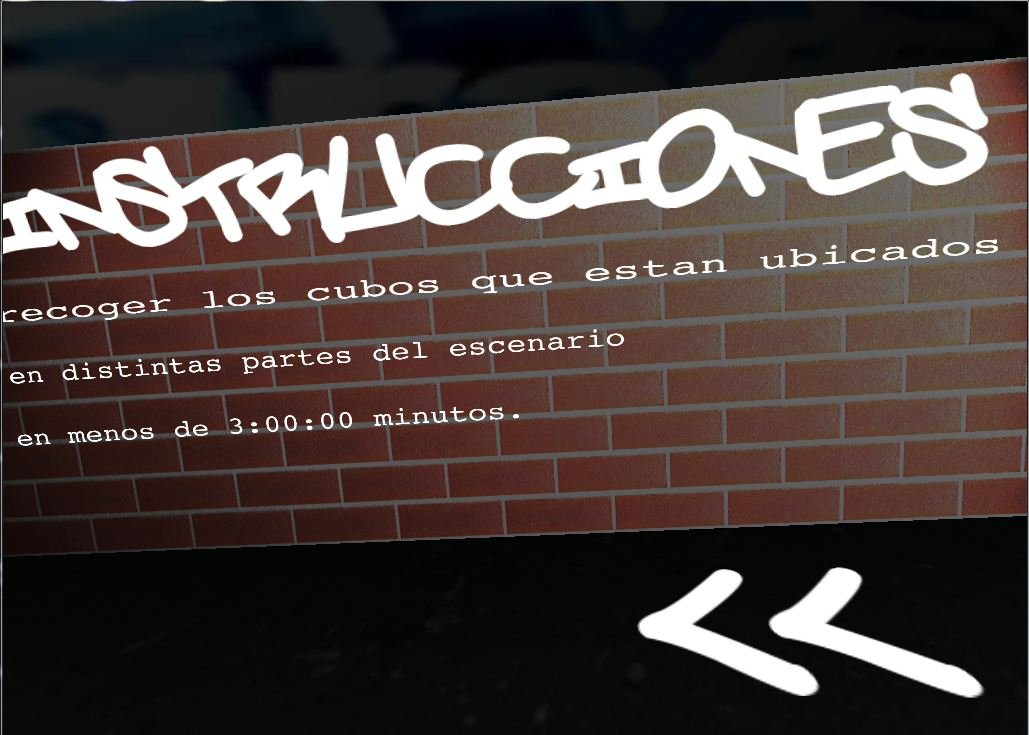 INSTRUCCIONES
recoger los cubos que estan ubicados
en distintas partes del escenario
en menos de 3:00:00 minutos.
<<